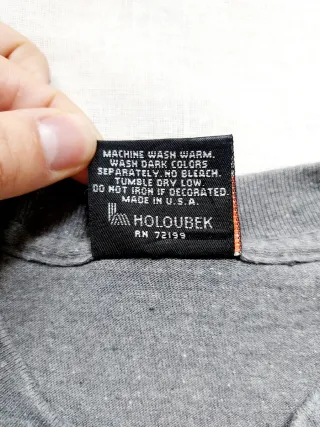 MACHINE WASH WARM.
WASH DARK COLORS
SEPARATELY. NO BLEACH.
TUMBLE DRY LOW.
DO NOT IRON IF DECORATED.
MADE IN U.S.A.
HOLOUBEK
RN 72199